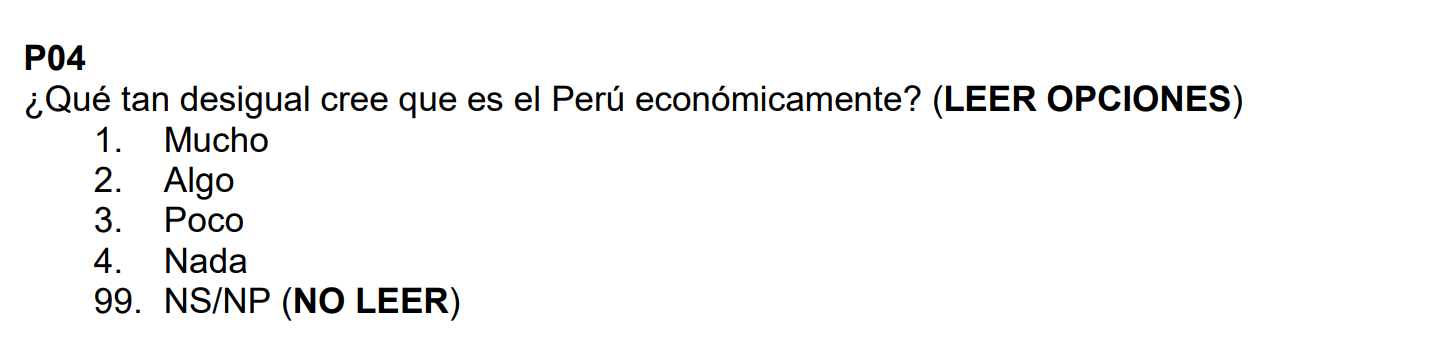 P04
¿Qué tan desigual cree que es el Perú económicamente? (LEER OPCIONES)
1. Mucho
2. Algo
3. Poco
4. Nada
99. NS/NP (NO LEER)